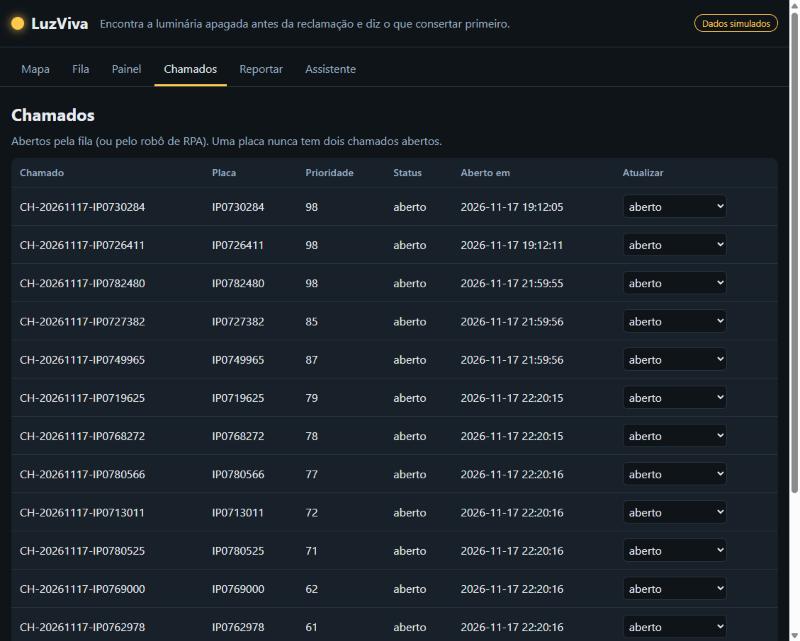 LuzViva Encontra a luminária apagada antes da reclamação e diz o que consertar primeiro. Dados simulados
Mapa Fila Painel Chamados Reportar Assistente
Chamados
Abertos pela fila (ou pelo robô de RPA). Uma placa nunca tem dois chamados abertos.
Chamado Placa Prioridade Status Aberto em Atualizar
CH-20261117-IP0730284 IP0730284 98 aberto 2026-11-17 19:12:05 aberto
CH-20261117-IP0726411 IP0726411 98 aberto 2026-11-17 19:12:11 aberto
CH-20261117-IP0782480 IP0782480 98 aberto 2026-11-17 21:59:55 aberto
CH-20261117-IP0727382 IP0727382 85 aberto 2026-11-17 21:59:56 aberto
CH-20261117-IP0749965 IP0749965 87 aberto 2026-11-17 21:59:56 aberto
CH-20261117-IP0719625 IP0719625 79 aberto 2026-11-17 22:20:15 aberto
CH-20261117-IP0768272 IP0768272 78 aberto 2026-11-17 22:20:15 aberto
CH-20261117-IP0780566 IP0780566 77 aberto 2026-11-17 22:20:16 aberto
CH-20261117-IP0713011 IP0713011 72 aberto 2026-11-17 22:20:16 aberto
CH-20261117-IP0780525 IP0780525 71 aberto 2026-11-17 22:20:16 aberto
CH-20261117-IP0769000 IP0769000 62 aberto 2026-11-17 22:20:16 aberto
CH-20261117-IP0762978 IP0762978 61 aberto 2026-11-17 22:20:16 aberto